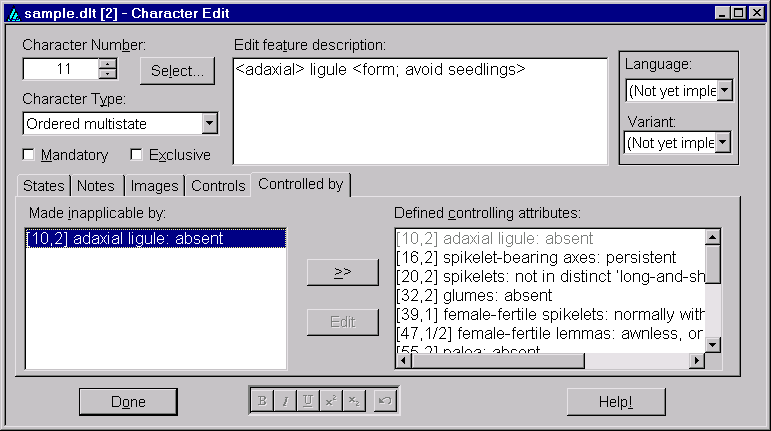 sample.dlt [2] - Character Edit
Character Number:
11
Select...
Character Type:
Ordered multistate
Mandatory
Exclusive
Edit feature description:
<adaxial> ligule <form; avoid seedlings>
Language:
(Not yet imple
Variant:
(Not yet imple
States
Notes
Images
Controls
Controlled by
Made inapplicable by:
[10,2] adaxial ligule: absent
>>
Edit
Defined controlling attributes:
[10,2] adaxial ligule: absent
[16,2] spikelet-bearing axes: persistent
[20,2] spikelets: not in distinct 'long-and-sh
[32,2] glumes: absent
[39,1] female-fertile spikelets: normally with
[47,1/2] female-fertile lemmas: awnless, or
[55,2] palea: absent
Done
B
I
U
x²
x₂
Help!